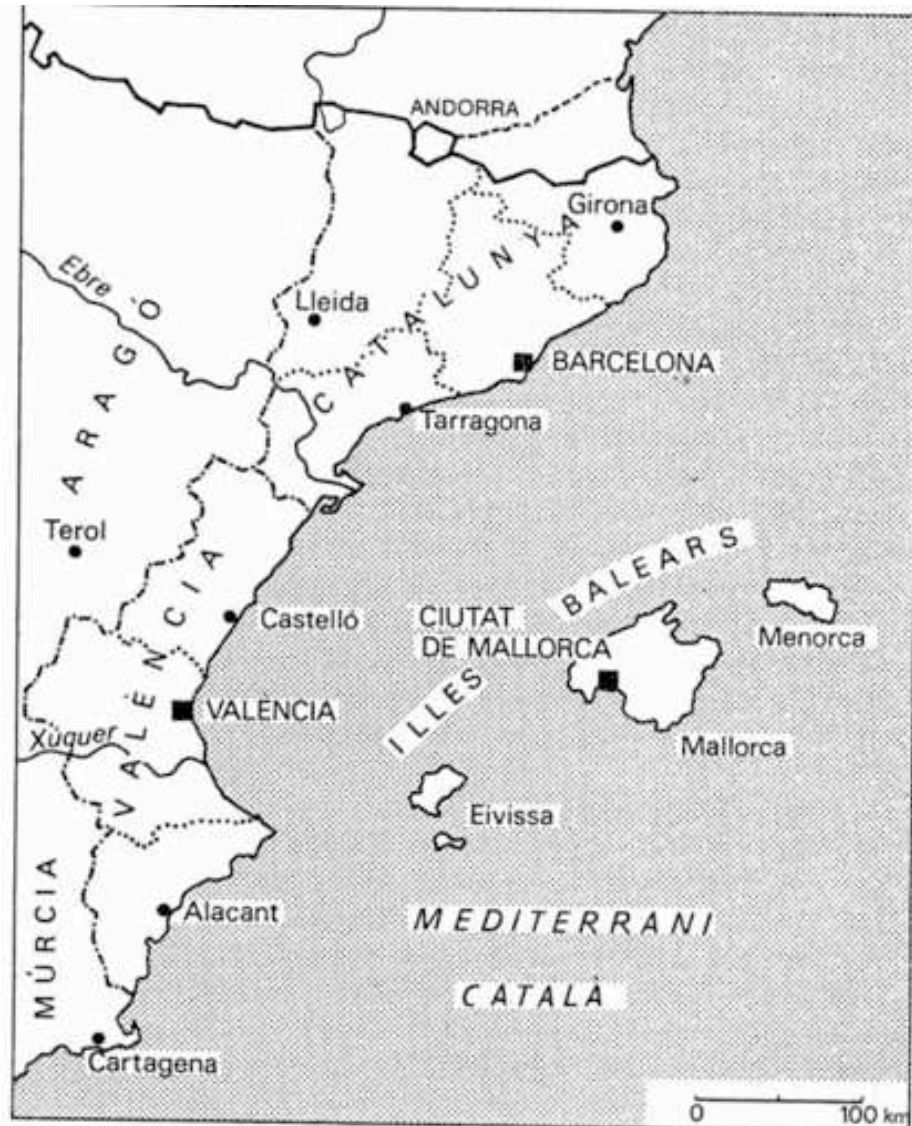 ANDORRA
Girona
CATALUNYA
Ebre
Lleida
ARAGÓ
BARCELONA
Tarragona
Terol
VALÈNCIA
Castelló
ILLES BALEARS
CIUTAT
DE MALLORCA
Menorca
VALÈNCIA
Mallorca
Xúquer
Eivissa
MÚRCIA
Alacant
MEDITERRANI
CATALÀ
Cartagena
0 100 km